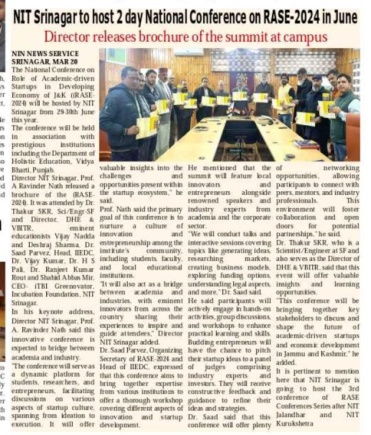 NIT Srinagar to host 2 day National Conference on RASE-2024 in June
Director releases brochure of the summit at campus
NIN NEWS SERVICE
SRINAGAR, MAR 20
The National Conference on
Role of Academic-driven
Startups in Developing
Economy of J&K (iRASE-
2024) will be hosted by NIT
Srinagar from 29-30th June
this year.
The conference will be held
in association with
prestigious institutions
including the Department of
Holistic Education, Vidya
Bharti, Punjab.
Director NIT Srinagar, Prof.
A Ravinder Nath released a
brochure of the (iRASE-
2024). It was attended by Dr.
Thakur SKR, Sci/Engr-SF
and Director, DHE &
VBITR, eminent
educationists Vijay Nadda
and Deshraj Sharma, Dr.
Saad Parvez, Head, IIEDC,
Dr. Vijay Kumar, Dr. H S
Pali, Dr. Ranjeet Kumar
Rout and Shahid Abbas Mir,
CEO- iTBI Greenovator,
Incubation Foundation, NIT
Srinagar.
In his keynote address,
Director NIT Srinagar, Prof.
A. Ravinder Nath said this
innovative conference is
expected to bridge between
academia and industry.
"The conference will serve as
a dynamic platform for
students, researchers, and
entrepreneurs, facilitating
discussions on various
aspects of startup culture,
spanning from ideation to
execution. It will offer
valuable insights into the
challenges and
opportunities present within
the startup ecosystem," he
said.
Prof. Nath said the primary
goal of this conference is to
nurture a culture of
innovation and
entrepreneurship among the
institute's community,
including students, faculty,
and local educational
institutions.
"It will also act as a bridge
between academia and
industries, with eminent
innovators from across the
country sharing their
experiences to inspire and
guide attendees," Director
NIT Srinagar added.
Dr. Saad Parvez, Organizing
Secretary of RASE-2024 and
Head of IIEDC, expressed
that this conference aims to
bring together expertise
from various institutions to
offer a thorough workshop
covering different aspects of
innovation and startup
development.
He mentioned that the
summit will feature local
innovators and
entrepreneurs alongside
renowned speakers and
industry experts from
academia and the corporate
sector.
"We will conduct talks and
interactive sessions covering
topics like generating ideas,
researching markets,
creating business models,
exploring funding options,
understanding legal aspects,
and more," Dr. Saad said.
He said participants will
actively engage in hands-on
activities, group discussions,
and workshops to enhance
practical learning and skills.
Budding entrepreneurs will
have the chance to pitch
their startup ideas to a panel
of judges comprising
industry experts and
investors. They will receive
constructive feedback and
guidance to refine their
ideas and strategies.
Dr. Saad said that this
conference will offer plenty
of networking
opportunities, allowing
participants to connect with
peers, mentors, and industry
professionals. This
environment will foster
collaboration and open
doors for potential
partnerships," he said.
Dr. Thakur SKR, who is a
Scientist/Engineer at SF and
also serves as the Director of
DHE & VBITR, said that this
event will offer valuable
insights and learning
opportunities.
"This conference will be
bringing together key
stakeholders to discuss and
shape the future of
academic-driven startups
and economic development
in Jammu and Kashmir," he
added.
It is pertinent to mention
here that NIT Srinagar is
going to host the 3rd
conference of RASE
Conferences Series after NIT
Jalandhar and NIT
Kurukshetra